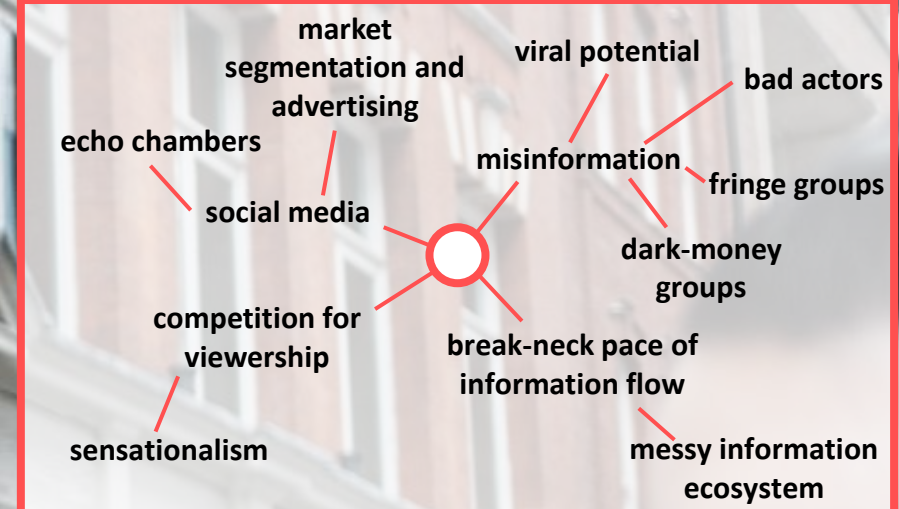 market
segmentation and
advertising
echo chambers
social media
viral potential
bad actors
misinformation
fringe groups
dark-money
groups
competition for
viewership
sensationalism
break-neck pace of
information flow
messy information
ecosystem